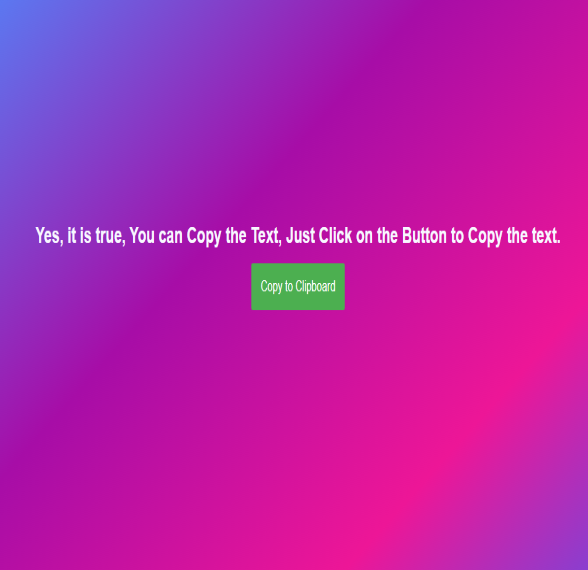 Yes, it is true, You can Copy the Text, Just Click on the Button to Copy the text.
Copy to Clipboard